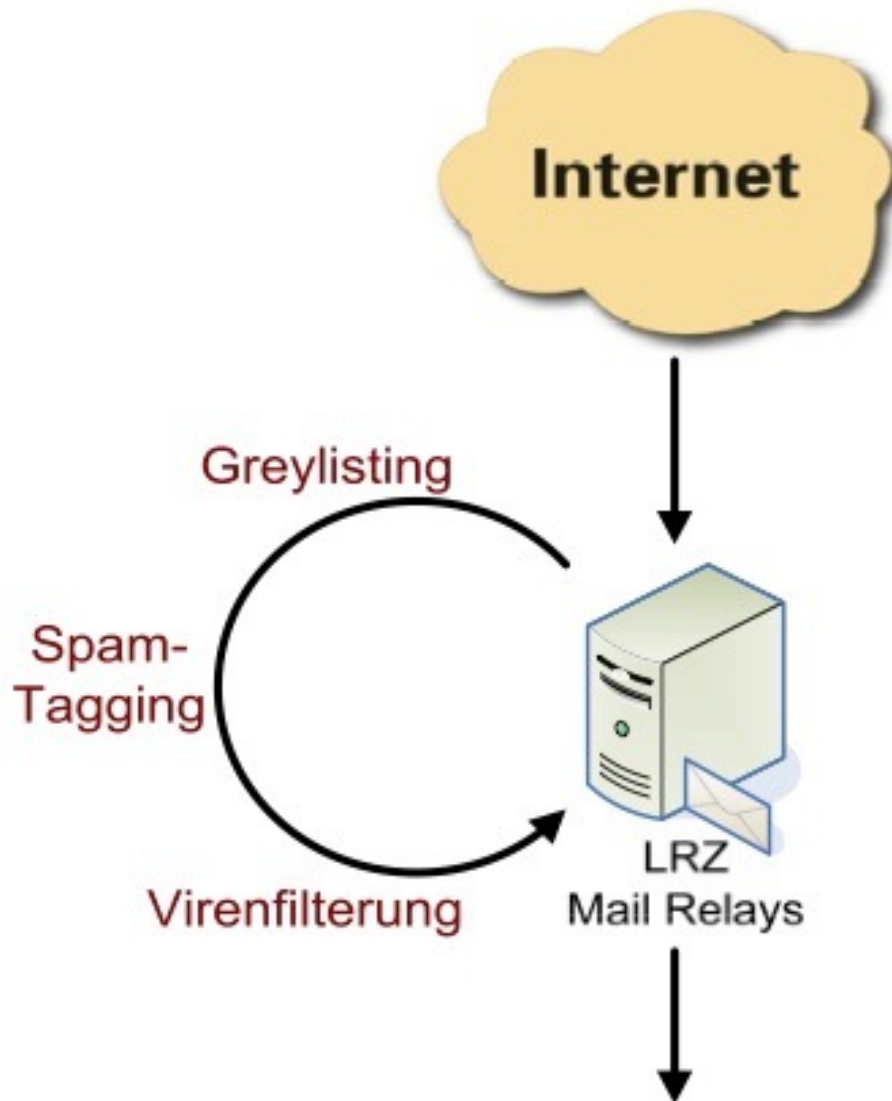 Internet
Greylisting
Spam-
Tagging
Virenfilterung
LRZ
Mail Relays